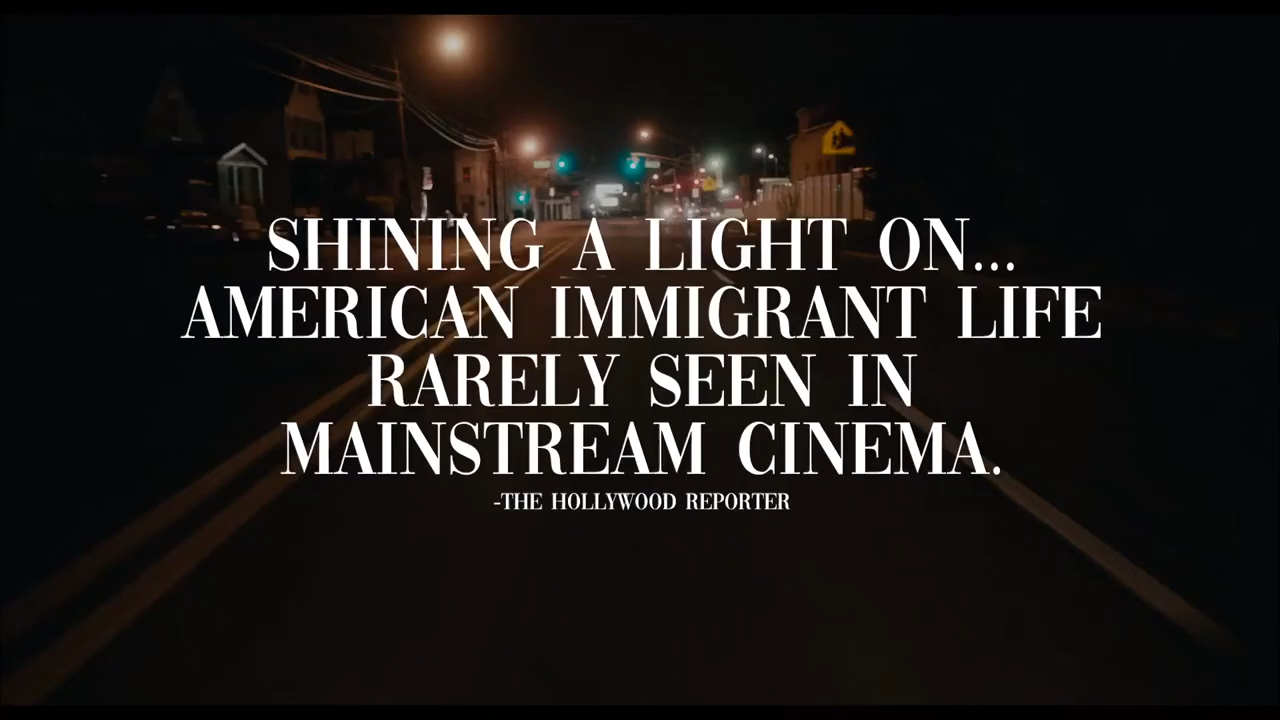 SHINING A LIGHT ON...
AMERICAN IMMIGRANT LIFE
RARELY SEEN IN
MAINSTREAM CINEMA.
-THE HOLLYWOOD REPORTER